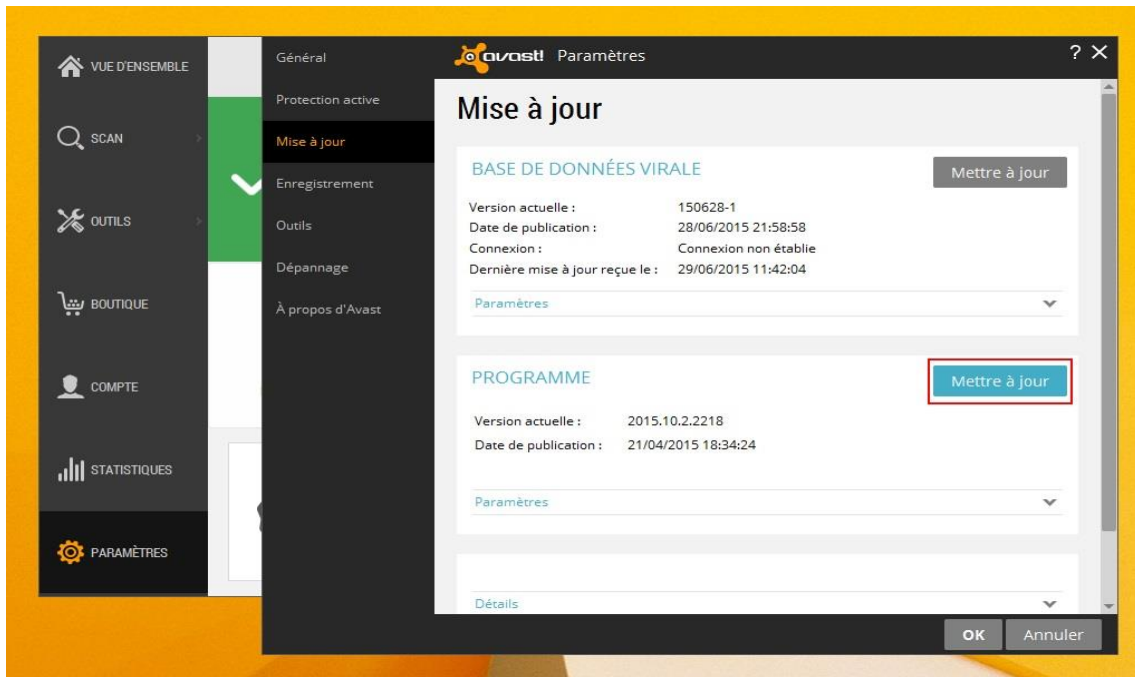 VUE D'ENSEMBLE
SCAN
OUTILS
BOUTIQUE
COMPTE
STATISTIQUES
PARAMÈTRES
Général
Protection active
Mise à jour
Enregistrement
Outils
Dépannage
À propos d'Avast
avast! Paramètres ? X
Mise à jour
BASE DE DONNÉES VIRALE Mettre à jour
Version actuelle : 150628-1
Date de publication : 28/06/2015 21:58:58
Connexion : Connexion non établie
Dernière mise à jour reçue le : 29/06/2015 11:42:04
Paramètres
PROGRAMME Mettre à jour
Version actuelle : 2015.10.2.2218
Date de publication : 21/04/2015 18:34:24
Paramètres
Détails
OK Annuler